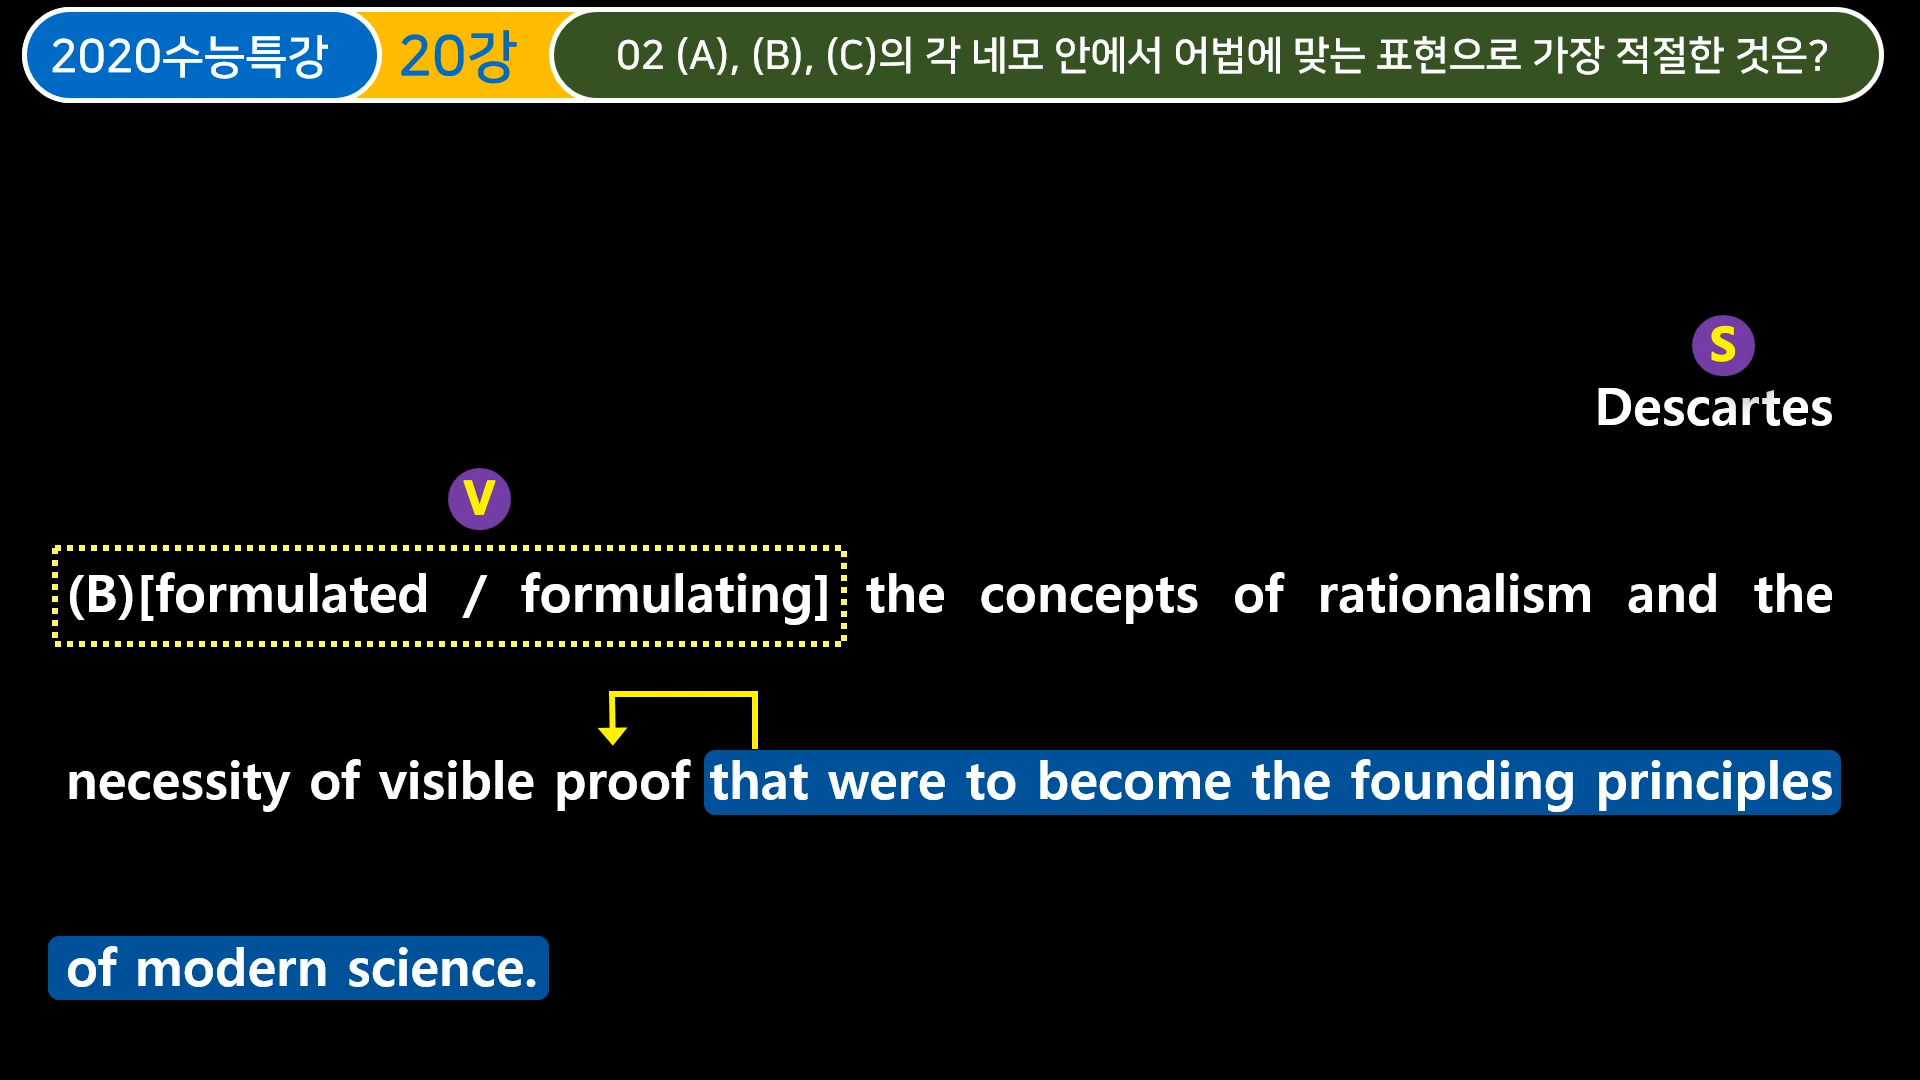 2020수능특강 20강 02 (A), (B), (C)의 각 네모 안에서 어법에 맞는 표현으로 가장 적절한 것은?
S
Descartes
V
(B)[formulated / formulating] the concepts of rationalism and the
necessity of visible proof that were to become the founding principles
of modern science.